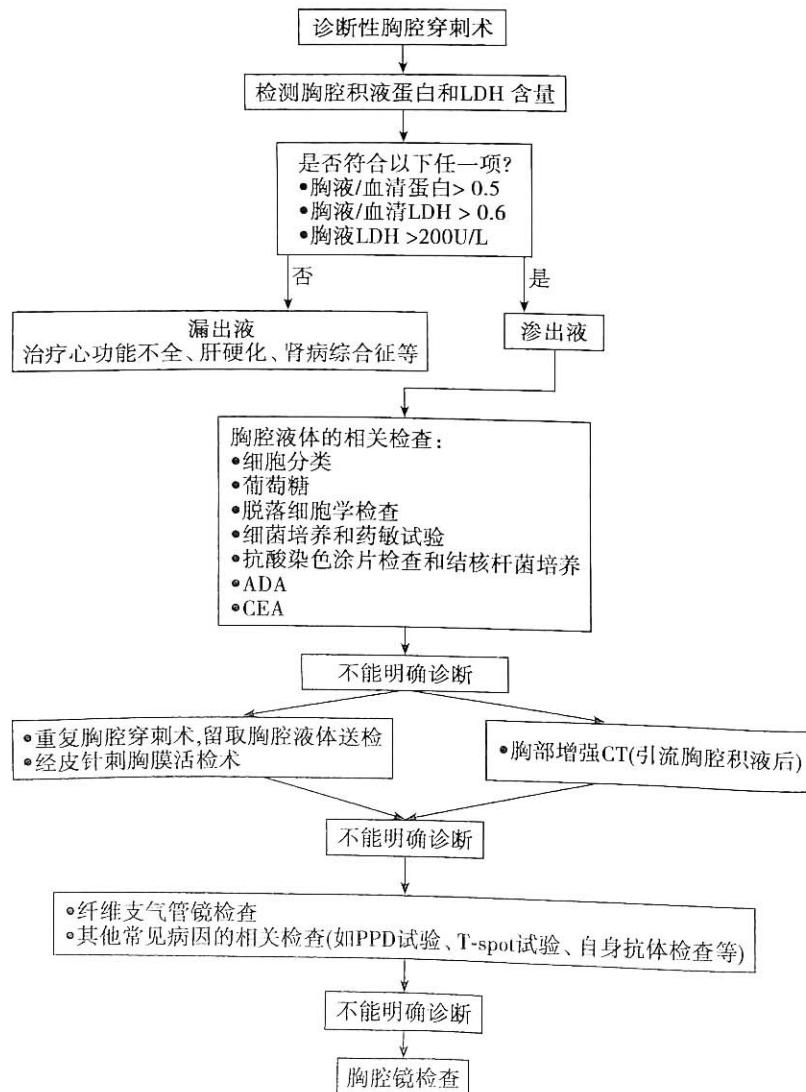 诊断性胸腔穿刺术
检测胸腔积液蛋白和LDH 含量
是否符合以下任一项?
•胸液/血清蛋白> 0.5
•胸液/血清LDH > 0.6
•胸液LDH >200U/L
否
是
漏出液
治疗心功能不全、肝硬化、肾病综合征等
渗出液
胸腔液体的相关检查:
•细胞分类
•葡萄糖
•脱落细胞学检查
•细菌培养和药敏试验
•抗酸染色涂片检查和结核杆菌培养
•ADA
•CEA
不能明确诊断
•重复胸腔穿刺术,留取胸腔液体送检
•经皮针刺胸膜活检术
•胸部增强CT(引流胸腔积液后)
不能明确诊断
•纤维支气管镜检查
•其他常见病因的相关检查(如PPD试验、T-spot试验、自身抗体检查等)
不能明确诊断
胸腔镜检查